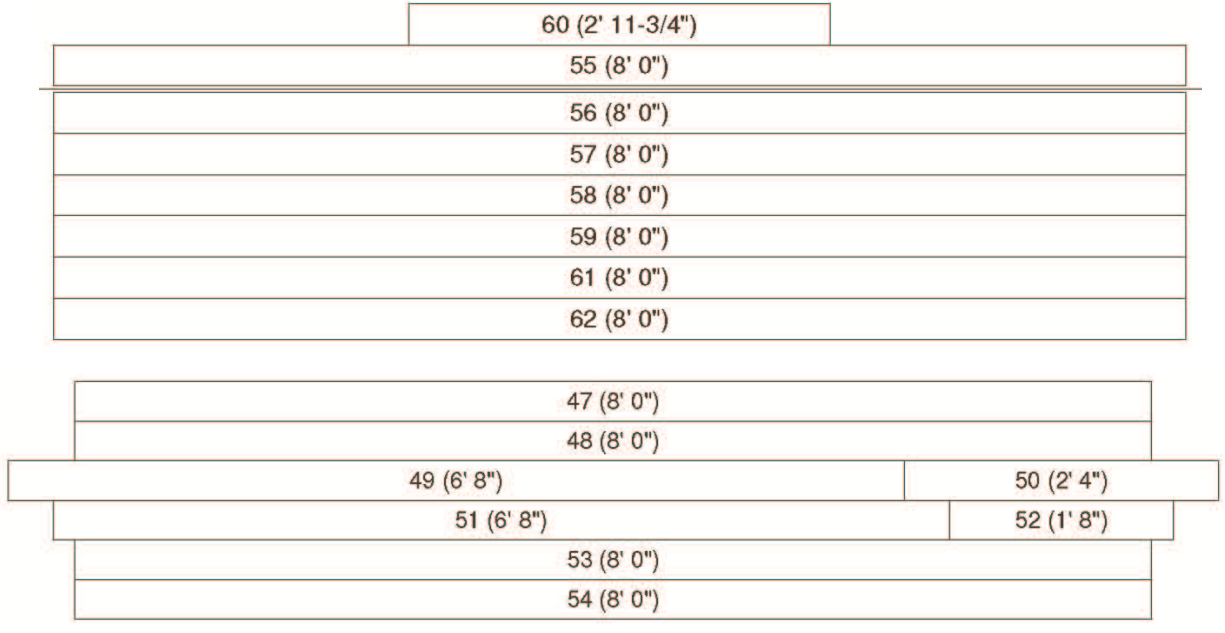 60 (2' 11-3/4")
55 (8' 0")
56 (8' 0")
57 (8' 0")
58 (8' 0")
59 (8' 0")
61 (8' 0")
62 (8' 0")
47 (8' 0")
48 (8' 0")
49 (6' 8") 50 (2' 4")
51 (6' 8") 52 (1' 8")
53 (8' 0")
54 (8' 0")